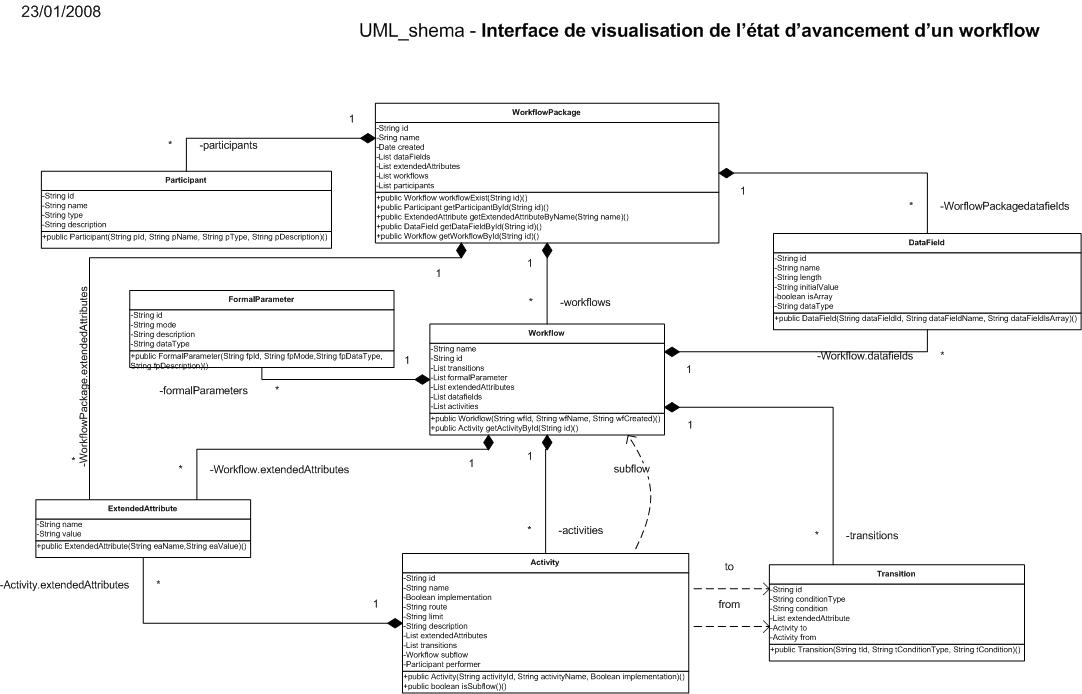 23/01/2008
UML_shema - Interface de visualisation de l'état d'avancement d'un workflow
WorkflowPackage
-String id
-Sring name
-Date created
-List dataFields
-List extendedAttributes
-List workflows
-List participants
+public Workflow workflowExist(String id)()
+public Participant getParticipantById(String id)()
+public ExtendedAttribute getExtendedAttributeByName(String name)()
+public DataField getDataFieldById(String id)()
+public Workflow getWorkflowById(String id)()
1
*
-participants
Participant
-String id
-String name
-String type
-String description
+public Participant(String pId, String pName, String pType, String pDescription)()
1
*
-WorflowPackagedatafields
DataField
-String id
-String name
-String length
-String initialValue
-boolean isArray
-String dataType
+public DataField(String dataFieldId, String dataFieldName, String dataFieldIsArray)()
1
*
-WorkflowPackage.extendedAttributes
1
*
-workflows
FormalParameter
-String id
-String mode
-String description
-String dataType
+public FormalParameter(String fpId, String fpMode,String fpDataType,
String fpDescription)()
1
*
-formalParameters
Workflow
-String name
-String id
-List transitions
-List formalParameter
-List extendedAttributes
-List datafields
-List activities
+public Workflow(String wfId, String wfName, String wfCreated)()
+public Activity getActivityById(String id)()
1
-Workflow.datafields
*
1
*
-Workflow.extendedAttributes
1
*
-activities
subflow
1
*
-transitions
ExtendedAttribute
-String name
-String value
+public ExtendedAttribute(String eaName,String eaValue)()
-Activity.extendedAttributes
*
1
Activity
-String id
-String name
-Boolean implementation
-String route
-String limit
-String description
-List extendedAttributes
-List transitions
-Workflow subflow
-Participant performer
+public Activity(String activityId, String activityName, Boolean implementation)()
+public boolean isSubflow()()
to
from
Transition
-String id
-String conditionType
-String condition
-List extendedAttribute
-Activity to
-Activity from
+public Transition(String tId, String tConditionType, String tCondition)()